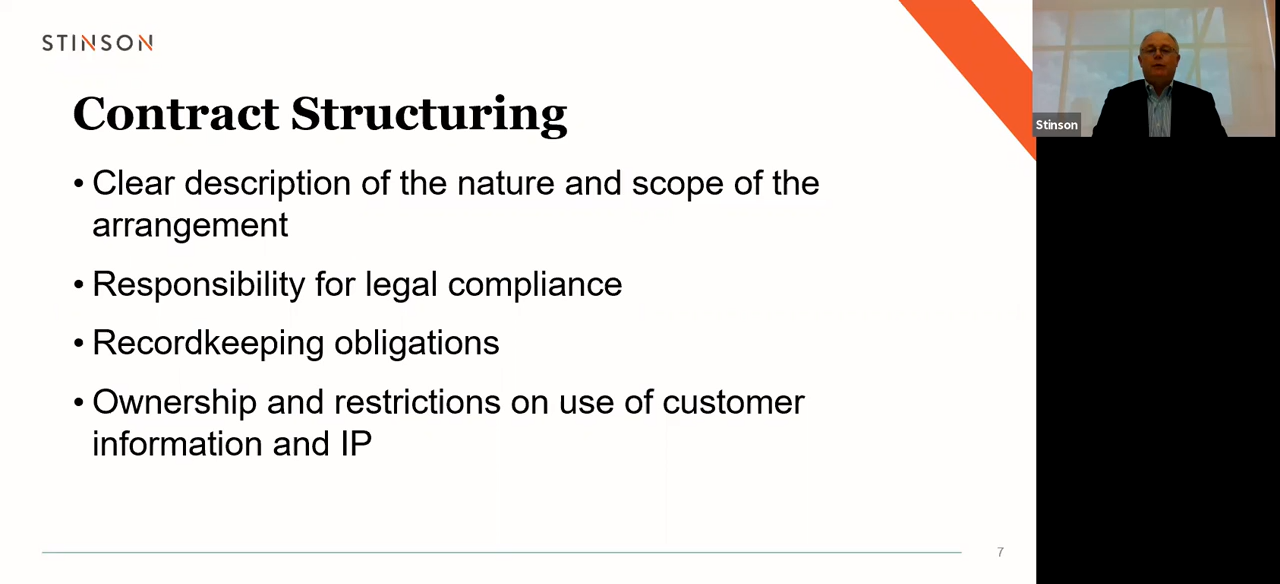 STINSON
Contract Structuring
• Clear description of the nature and scope of the
arrangement
• Responsibility for legal compliance
• Recordkeeping obligations
• Ownership and restrictions on use of customer
information and IP
7
Stinson